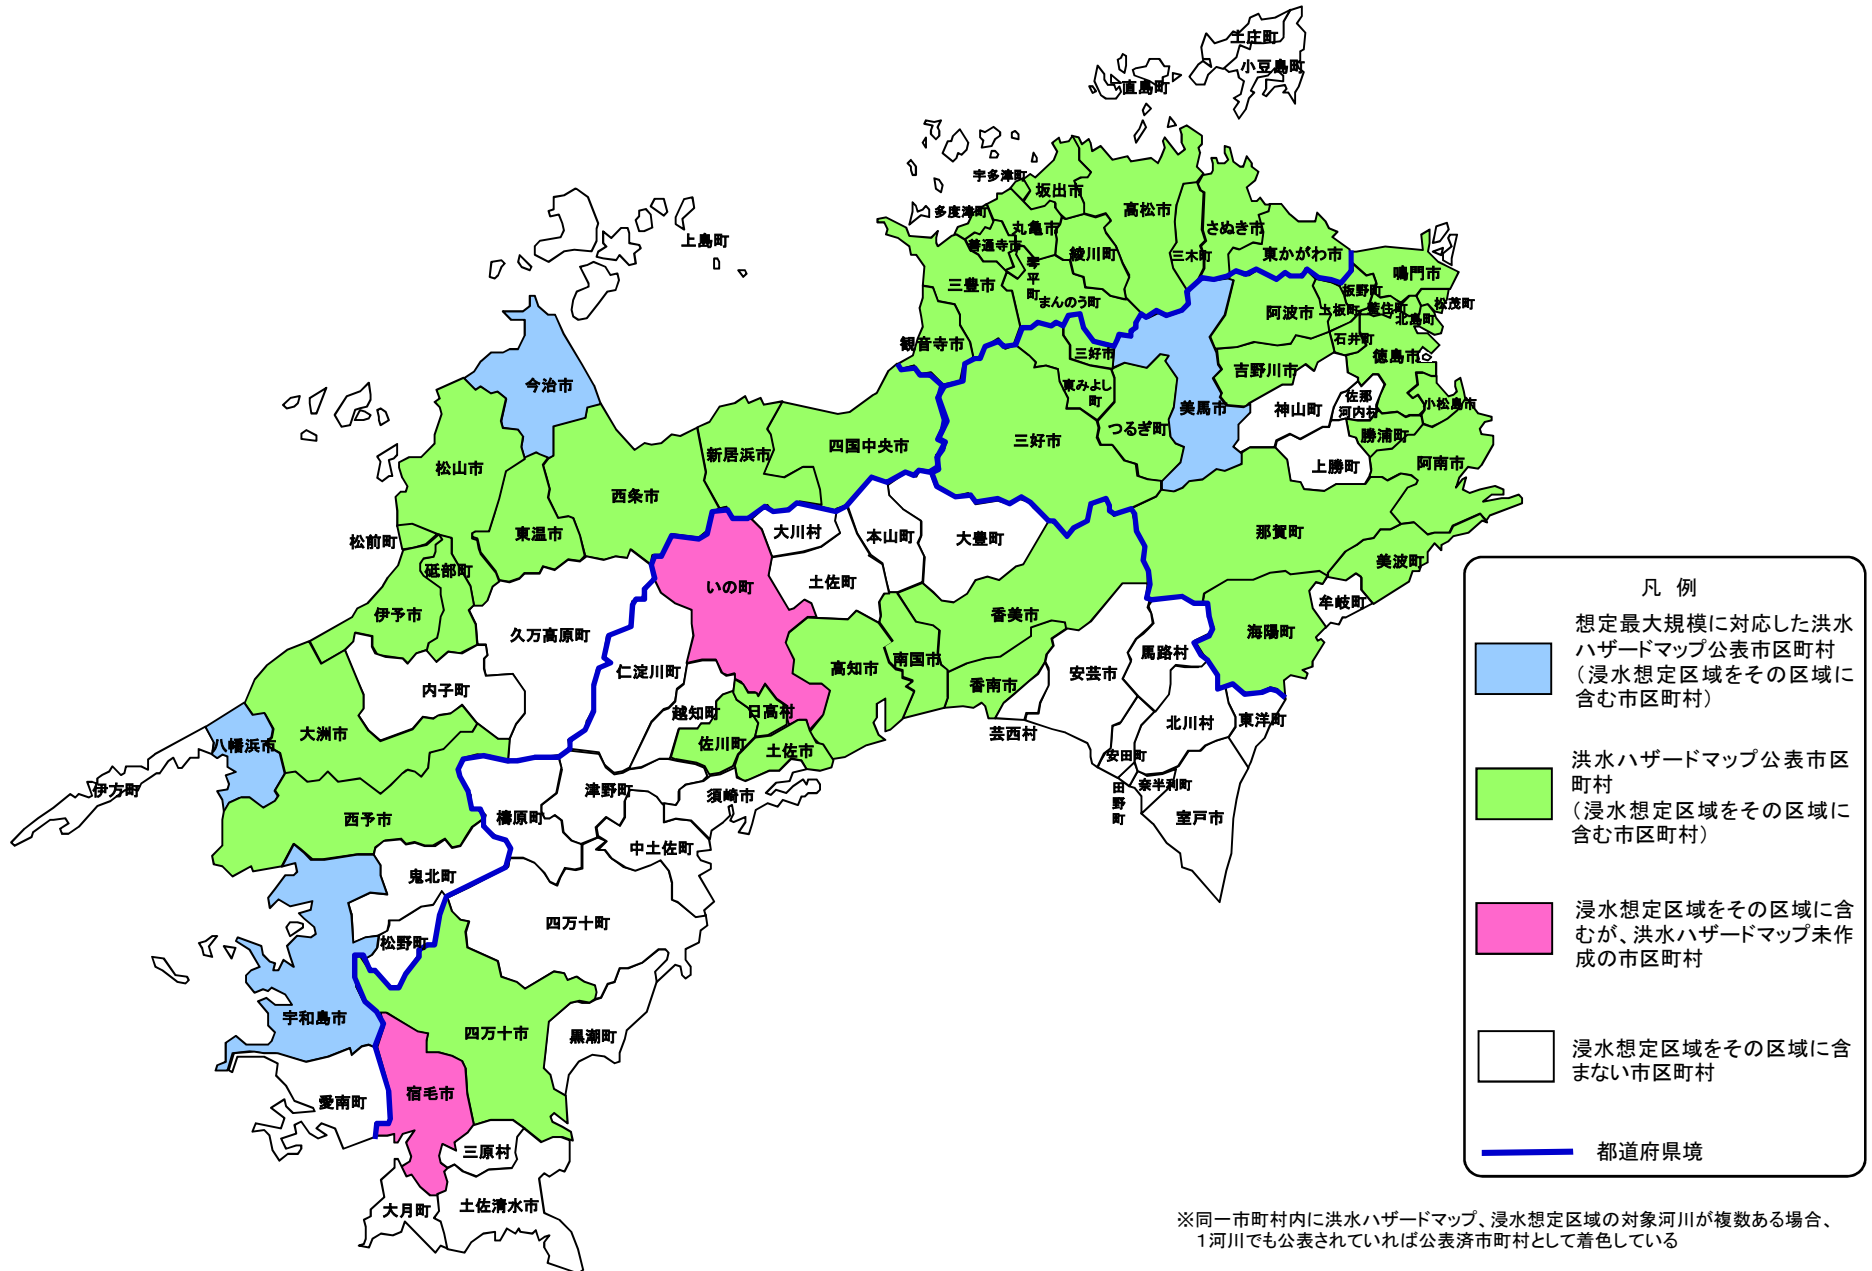 土庄町
小豆島町
直島町
宇多津町
坂出市
高松市
多度津町
丸亀市
さぬき市
善通寺市
綾川町
三木町
東かがわ市
琴平町
鳴門市
三豊市
まんのう町
板野町
松茂町
阿波市
上板町
藍住町
北島町
観音寺市
三好市
石井町
徳島市
上島町
今治市
東みよし
町
吉野川市
美馬市
神山町
佐那
河内村
小松島市
つるぎ町
勝浦町
四国中央市
三好市
新居浜市
松山市
上勝町
阿南市
西条市
東温市
松前町
大川村
本山町
大豊町
那賀町
美波町
砥部町
いの町
土佐町
牟岐町
伊予市
久万高原町
香美市
海陽町
仁淀川町
高知市
南国市
馬路村
内子町
香南市
安芸市
越知町
日高村
北川村
東洋町
大洲市
八幡浜市
佐川町
土佐市
芸西村
安田町
伊方町
津野町
須崎市
奈半利町
田野町
西予市
檮原町
室戸市
中土佐町
鬼北町
四万十町
松野町
宇和島市
四万十市
黒潮町
愛南町
宿毛市
三原村
大月町
土佐清水市
凡 例
想定最大規模に対応した洪水
ハザードマップ公表市区町村
（浸水想定区域をその区域に
含む市区町村）
洪水ハザードマップ公表市区
町村
（浸水想定区域をその区域に
含む市区町村）
浸水想定区域をその区域に含
むが、洪水ハザードマップ未作
成の市区町村
浸水想定区域をその区域に含
まない市区町村
都道府県境
※同一市町村内に洪水ハザードマップ、浸水想定区域の対象河川が複数ある場合、
1河川でも公表されていれば公表済市町村として着色している